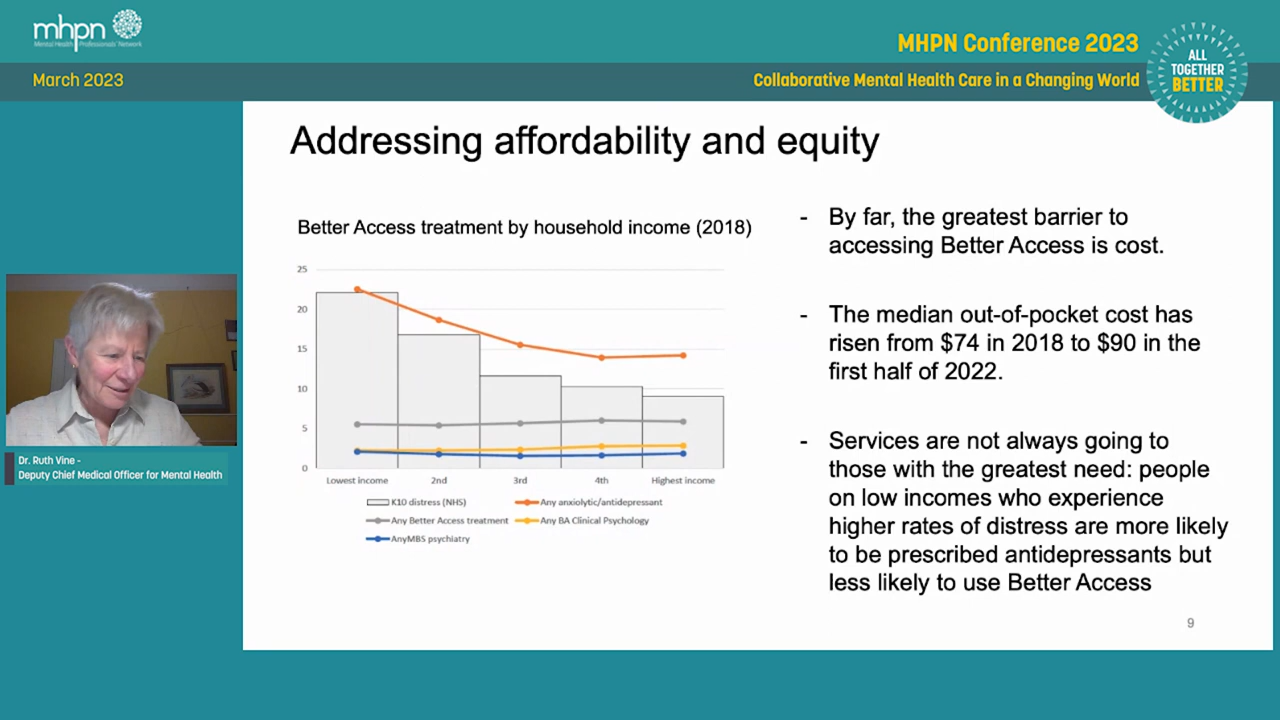 mhpn
Mental Health Professionals' Network
MHPN Conference 2023
March 2023
Collaborative Mental Health Care in a Changing World
ALL
TOGETHER
BETTER
Addressing affordability and equity
Better Access treatment by household income (2018)
25
20
15
10
5
0
Lowest income 2nd 3rd 4th Highest income
K10 distress (NHS) Any anxiolytic/antidepressant
Any Better Access treatment Any BA Clinical Psychology
AnyMBS psychiatry
- By far, the greatest barrier to
accessing Better Access is cost.
- The median out-of-pocket cost has
risen from $74 in 2018 to $90 in the
first half of 2022.
- Services are not always going to
those with the greatest need: people
on low incomes who experience
higher rates of distress are more likely
to be prescribed antidepressants but
less likely to use Better Access
9
Dr. Ruth Vine -
Deputy Chief Medical Officer for Mental Health